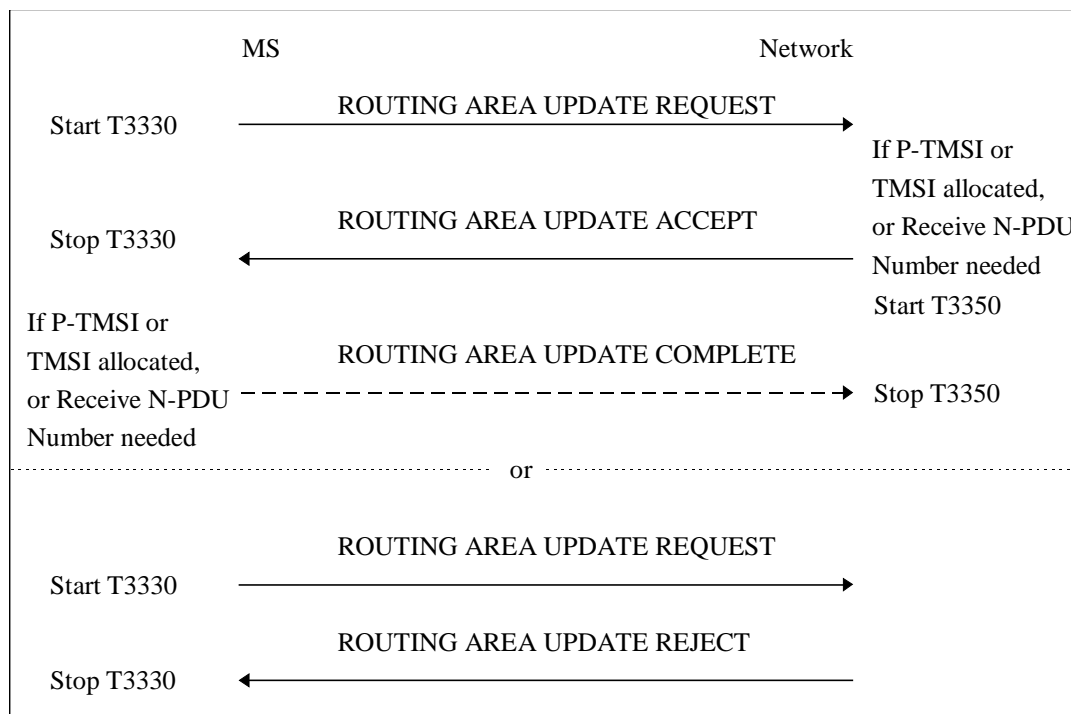 MS
Network
ROUTING AREA UPDATE REQUEST
Start T3330
If P-TMSI or
TMSI allocated,
or Receive N-PDU
Number needed
Start T3350
ROUTING AREA UPDATE ACCEPT
Stop T3330
If P-TMSI or
TMSI allocated,
or Receive N-PDU
Number needed
ROUTING AREA UPDATE COMPLETE
Stop T3350
or
ROUTING AREA UPDATE REQUEST
Start T3330
ROUTING AREA UPDATE REJECT
Stop T3330